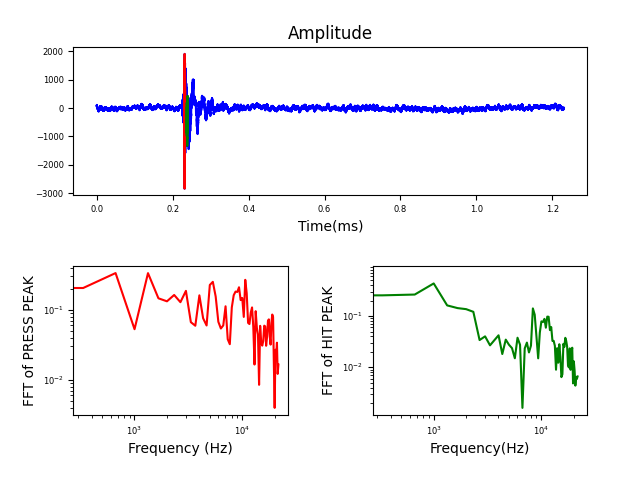 Amplitude
2000
1000
0
−1000
−2000
−3000
0.0 0.2 0.4 0.6 0.8 1.0 1.2
Time(ms)
FFT of PRESS PEAK
10⁻¹
10⁻²
10³ 10⁴
Frequency (Hz)
FFT of HIT PEAK
10⁻¹
10⁻²
10³ 10⁴
Frequency(Hz)